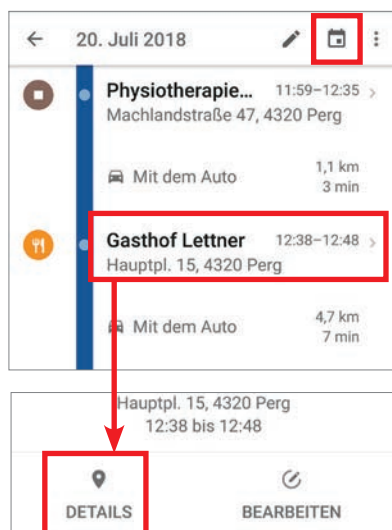 20. Juli 2018
Physiotherapie... 11:59–12:35
Machlandstraße 47, 4320 Perg
Mit dem Auto 1,1 km
3 min
Gasthof Lettner 12:38–12:48
Hauptpl. 15, 4320 Perg
Mit dem Auto 4,7 km
7 min
Hauptpl. 15, 4320 Perg
12:38 bis 12:48
DETAILS BEARBEITEN